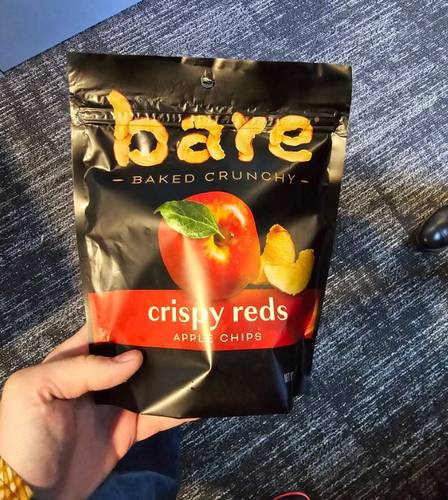 bare
BAKED CRUNCHY
crispy reds
APPLE CHIPS